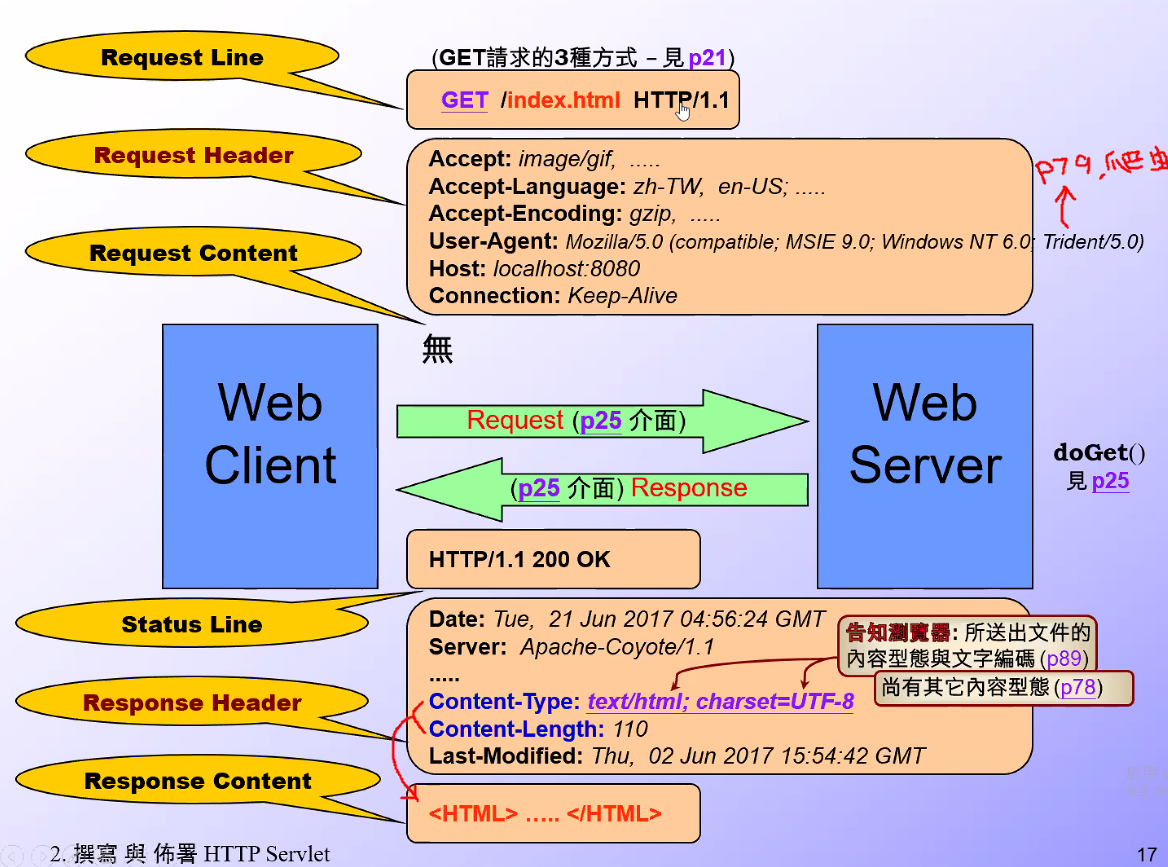 Request Line
(GET請求的3種方式 – 見 p21)
GET /index.html HTTP/1.1
Request Header
Accept: image/gif, .....
Accept-Language: zh-TW, en-US; .....
Accept-Encoding: gzip, .....
User-Agent: Mozilla/5.0 (compatible; MSIE 9.0; Windows NT 6.0; Trident/5.0)
Host: localhost:8080
Connection: Keep-Alive
p79.爬蟲
Request Content
無
Web
Client
Request (p25 介面)
(p25 介面) Response
Web
Server
doGet()
見 p25
HTTP/1.1 200 OK
Status Line
Date: Tue, 21 Jun 2017 04:56:24 GMT
Server: Apache-Coyote/1.1
.....
Content-Type: text/html; charset=UTF-8
Content-Length: 110
Last-Modified: Thu, 02 Jun 2017 15:54:42 GMT
告知瀏覽器: 所送出文件的
內容型態與文字編碼 (p89)
尚有其它內容型態 (p78)
Response Header
Response Content
<HTML> ..... </HTML>
2. 撰寫 與 佈署 HTTP Servlet
17